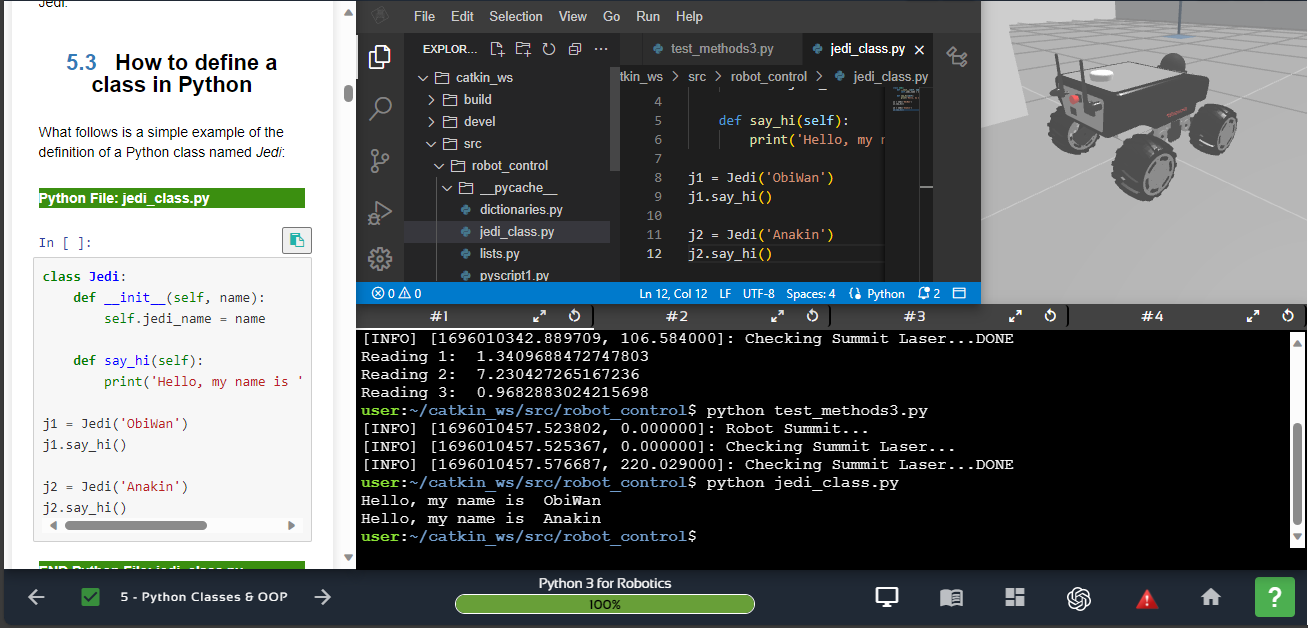 Jedi.
5.3 How to define a
class in Python
What follows is a simple example of the
definition of a Python class named Jedi:
Python File: jedi_class.py
In [ ]:
class Jedi:
    def __init__(self, name):
        self.jedi_name = name
    def say_hi(self):
        print('Hello, my name is '
j1 = Jedi('ObiWan')
j1.say_hi()
j2 = Jedi('Anakin')
j2.say_hi()
END Python File: jedi_class.py
File Edit Selection View Go Run Help
EXPLOR... ...
catkin_ws
build
devel
src
robot_control
__pycache__
dictionaries.py
jedi_class.py
lists.py
pyscript1.py
test_methods3.py jedi_class.py
tkin_ws > src > robot_control > jedi_class.py
4
5 def say_hi(self):
6 print('Hello, my
7
8 j1 = Jedi('ObiWan')
9 j1.say_hi()
10
11 j2 = Jedi('Anakin')
12 j2.say_hi()
0 0 Ln 12, Col 12 LF UTF-8 Spaces: 4 Python 2
#1 #2 #3 #4
[INFO] [1696010342.889709, 106.584000]: Checking Summit Laser...DONE
Reading 1:  1.3409688472747803
Reading 2:  7.230427265167236
Reading 3:  0.9682883024215698
user:~/catkin_ws/src/robot_control$ python test_methods3.py
[INFO] [1696010457.523802, 0.000000]: Robot Summit...
[INFO] [1696010457.525367, 0.000000]: Checking Summit Laser...
[INFO] [1696010457.576687, 220.029000]: Checking Summit Laser...DONE
user:~/catkin_ws/src/robot_control$ python jedi_class.py
Hello, my name is  ObiWan
Hello, my name is  Anakin
user:~/catkin_ws/src/robot_control$
5 - Python Classes & OOP
Python 3 for Robotics
100%
?